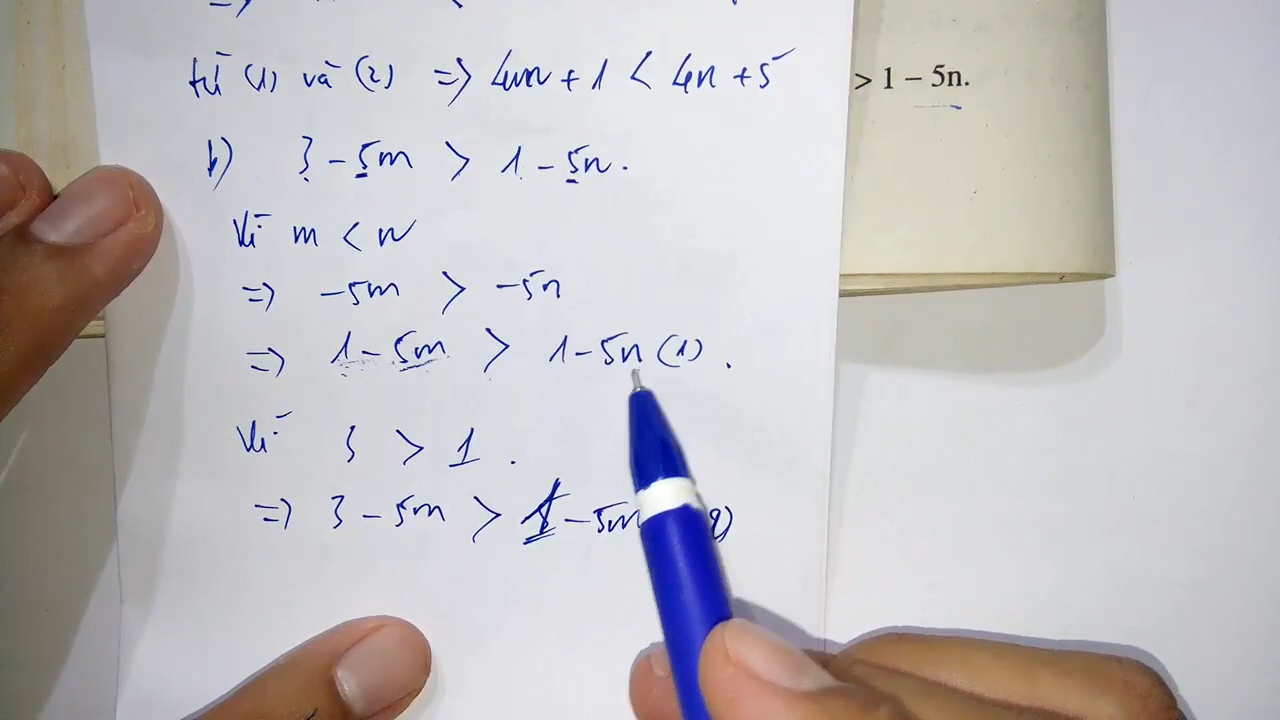 từ (1) và (2) => 4m + 1 < 4n + 5
> 1 – 5n.
b) 3 - 5m > 1 - 5n.
Vì m < n
=> -5m > -5n
=> 1 - 5m > 1 - 5n (1).
Vì 3 > 1.
=> 3 - 5m > 1 - 5m 2)